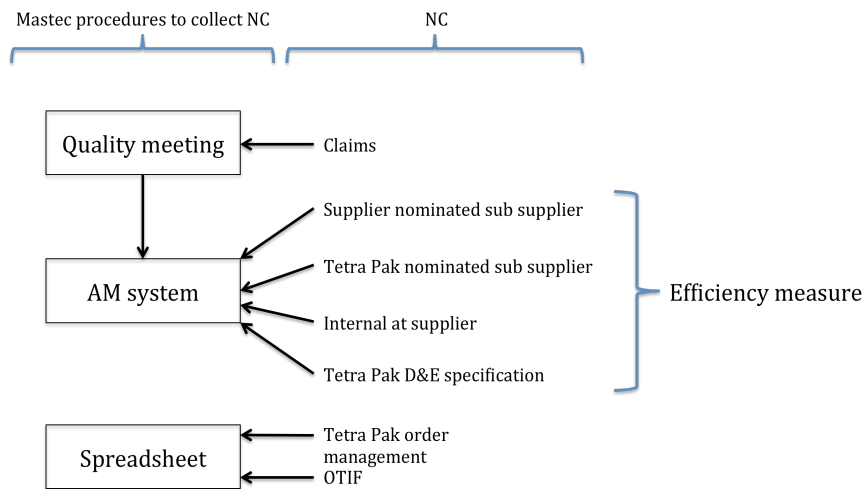 Mastec procedures to collect NC
NC
Quality meeting
Claims
Supplier nominated sub supplier
AM system
Tetra Pak nominated sub supplier
Efficiency measure
Internal at supplier
Tetra Pak D&E specification
Spreadsheet
Tetra Pak order
management
OTIF